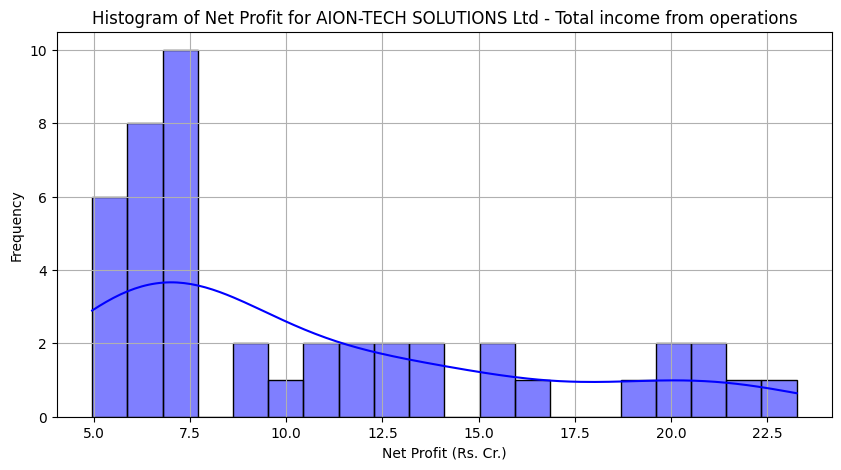 Histogram of Net Profit for AION-TECH SOLUTIONS Ltd - Total income from operations
10
8
6
4
2
0
Frequency
5.0 7.5 10.0 12.5 15.0 17.5 20.0 22.5
Net Profit (Rs. Cr.)